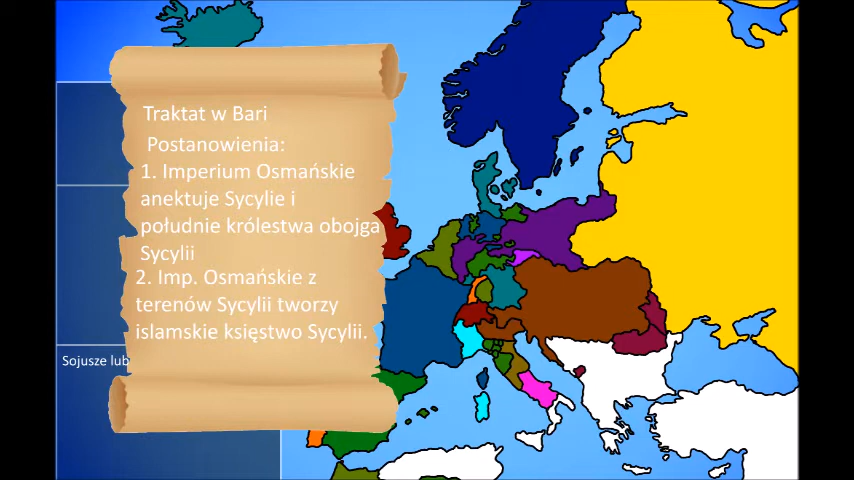 Traktat w Bari
Postanowienia:
1. Imperium Osmańskie
anektuje Sycylie i
południe królestwa obojga
Sycylii
2. Imp. Osmańskie z
terenów Sycylii tworzy
islamskie księstwo Sycylii.
Sojusze lub